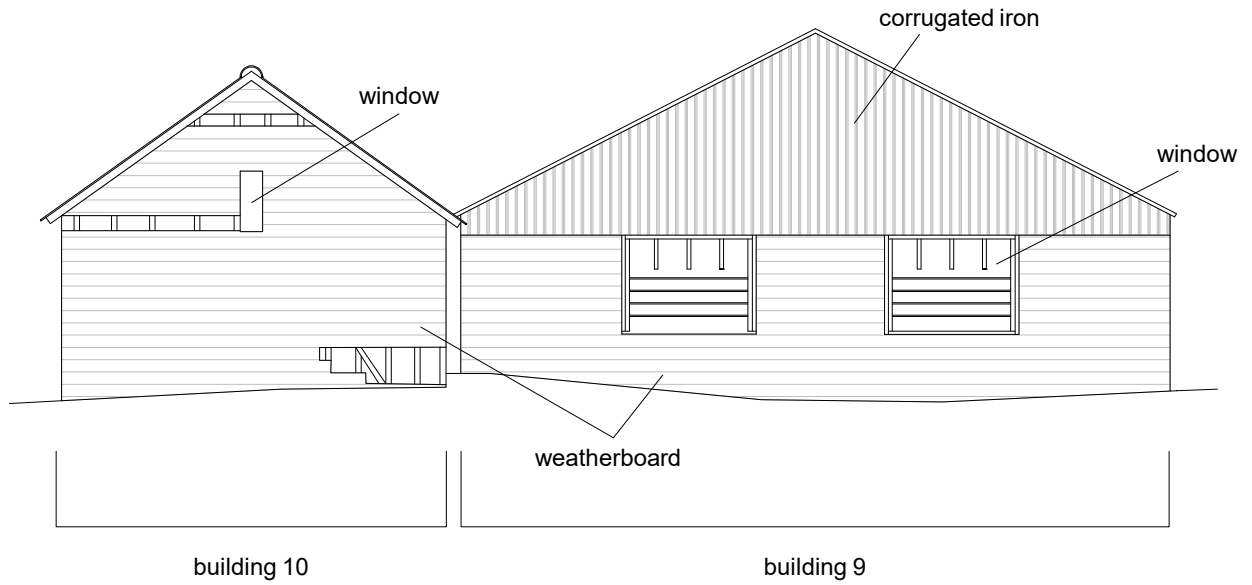 corrugated iron
window
window
weatherboard
building 10
building 9